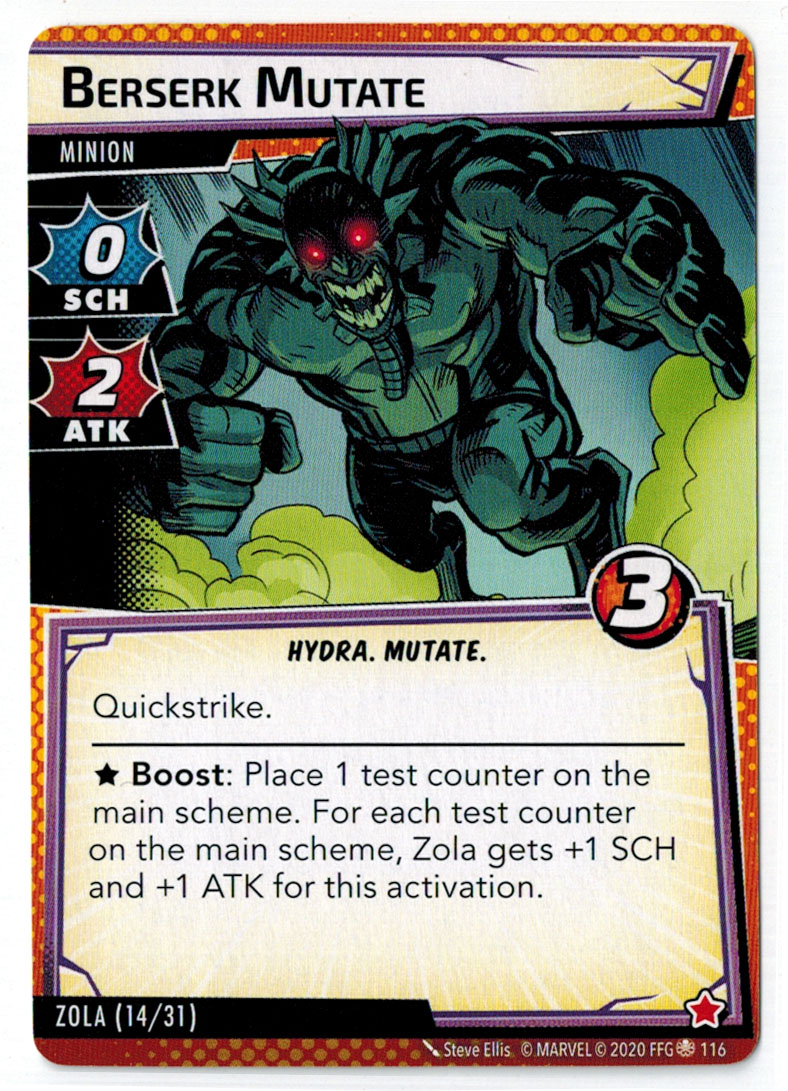 BERSERK MUTATE
MINION
0
SCH
2
ATK
3
HYDRA. MUTATE.
Quickstrike.
★ Boost: Place 1 test counter on the
main scheme. For each test counter
on the main scheme, Zola gets +1 SCH
and +1 ATK for this activation.
ZOLA (14/31)
Steve Ellis © MARVEL © 2020 FFG 116